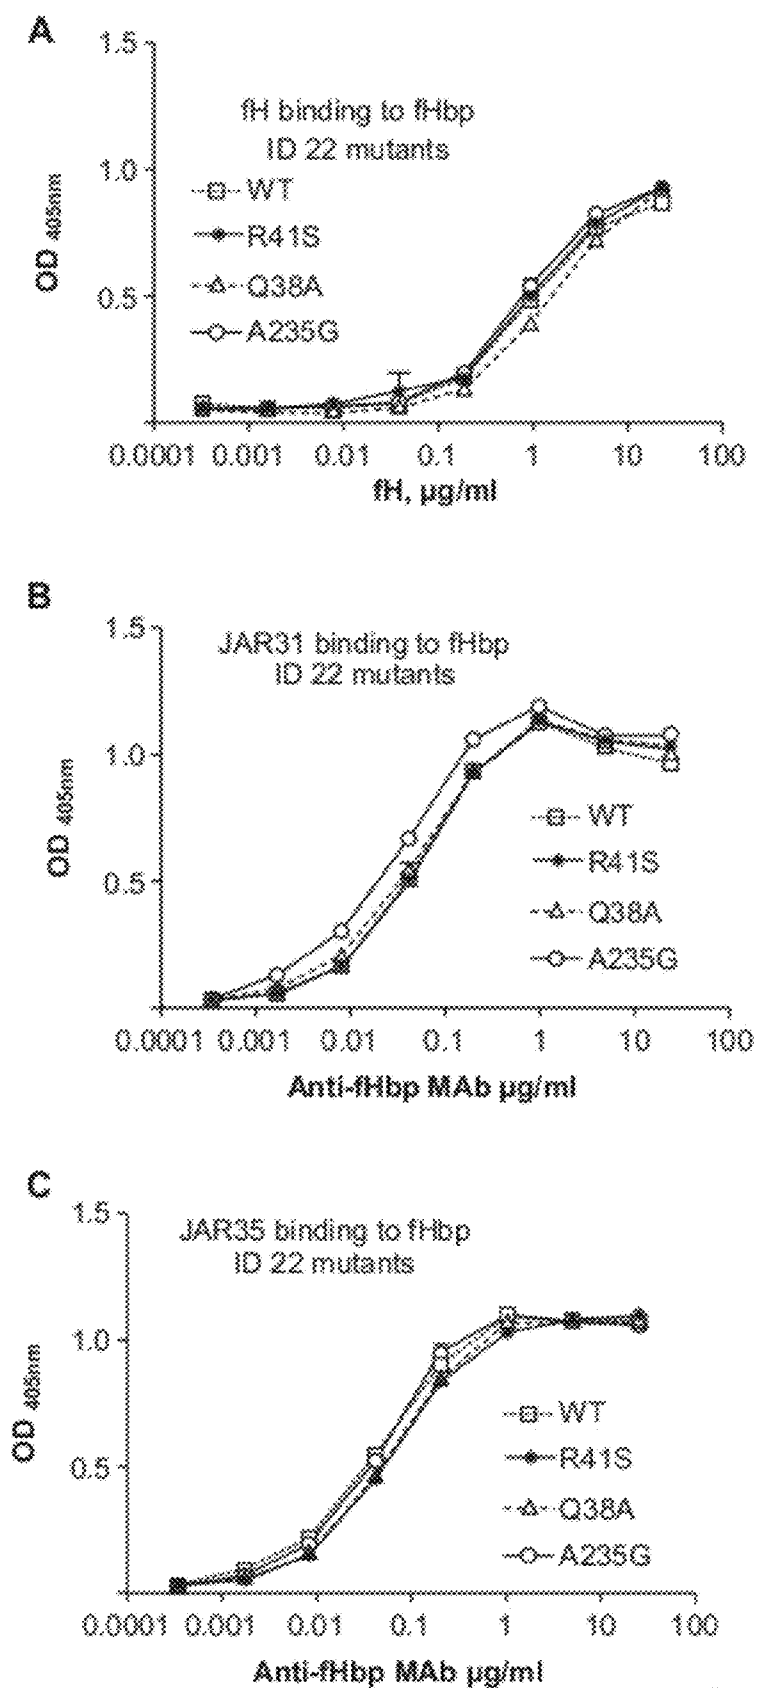 A
1.5
fH binding to fHbp
ID 22 mutants
1.0
WT
R41S
Q38A
A235G
0.5
OD 405nm
0.0001 0.001 0.01 0.1 1 10 100
fH, µg/ml
B
1.5
JAR31 binding to fHbp
ID 22 mutants
1.0
WT
R41S
Q38A
A235G
0.5
OD 405nm
0.0001 0.001 0.01 0.1 1 10 100
Anti-fHbp MAb µg/ml
C
1.5
JAR35 binding to fHbp
ID 22 mutants
1.0
WT
R41S
Q38A
A235G
0.5
OD 405nm
0.0001 0.001 0.01 0.1 1 10 100
Anti-fHbp MAb µg/ml